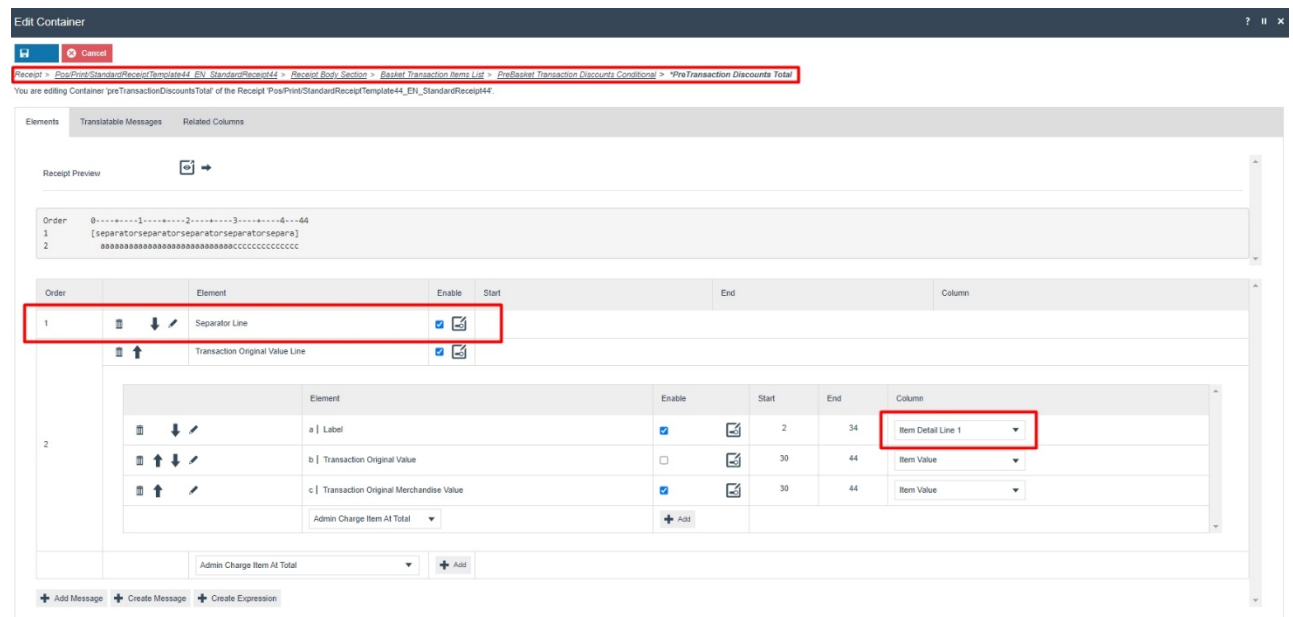 Edit Container
? II ×
Cancel
Receipt > Pos/Print/StandardReceiptTemplate44_EN_StandardReceipt44 > Receipt Body Section > Basket Transaction Items List > PreBasket Transaction Discounts Conditional > *PreTransaction Discounts Total
You are editing Container 'preTransactionDiscountsTotal' of the Receipt 'Pos/Print/StandardReceiptTemplate44_EN_StandardReceipt44'.
Elements Translatable Messages Related Columns
Receipt Preview
Order 0----+----1----+----2----+----3----+----4---44
1 [separatorseparatorseparatorseparatorsepara]
2 aaaaaaaaaaaaaaaaaaaaaaaaaaaacccccccccccccc
Order Element Enable Start End Column
1 Separator Line
Transaction Original Value Line
2
Element Enable Start End Column
a | Label 2 34 Item Detail Line 1
b | Transaction Original Value 30 44 Item Value
c | Transaction Original Merchandise Value 30 44 Item Value
Admin Charge Item At Total + Add
Admin Charge Item At Total + Add
+ Add Message + Create Message + Create Expression